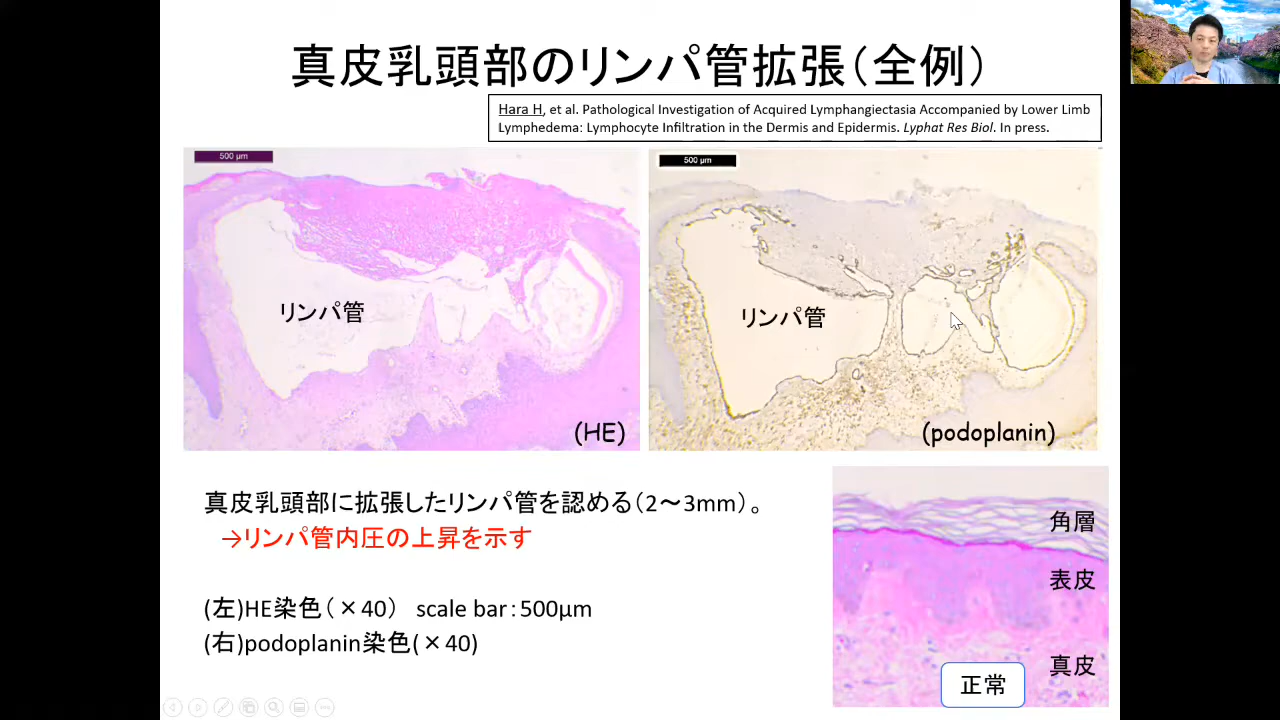 真皮乳頭部のリンパ管拡張（全例）
Hara H, et al. Pathological Investigation of Acquired Lymphangiectasia Accompanied by Lower Limb
Lymphedema: Lymphocyte Infiltration in the Dermis and Epidermis. Lyphat Res Biol. In press.
500 µm
リンパ管
(HE)
500 µm
リンパ管
(podoplanin)
真皮乳頭部に拡張したリンパ管を認める（2～3mm）。
→リンパ管内圧の上昇を示す
(左)HE染色（×40） scale bar：500µm
(右)podoplanin染色(×40)
角層
表皮
真皮
正常